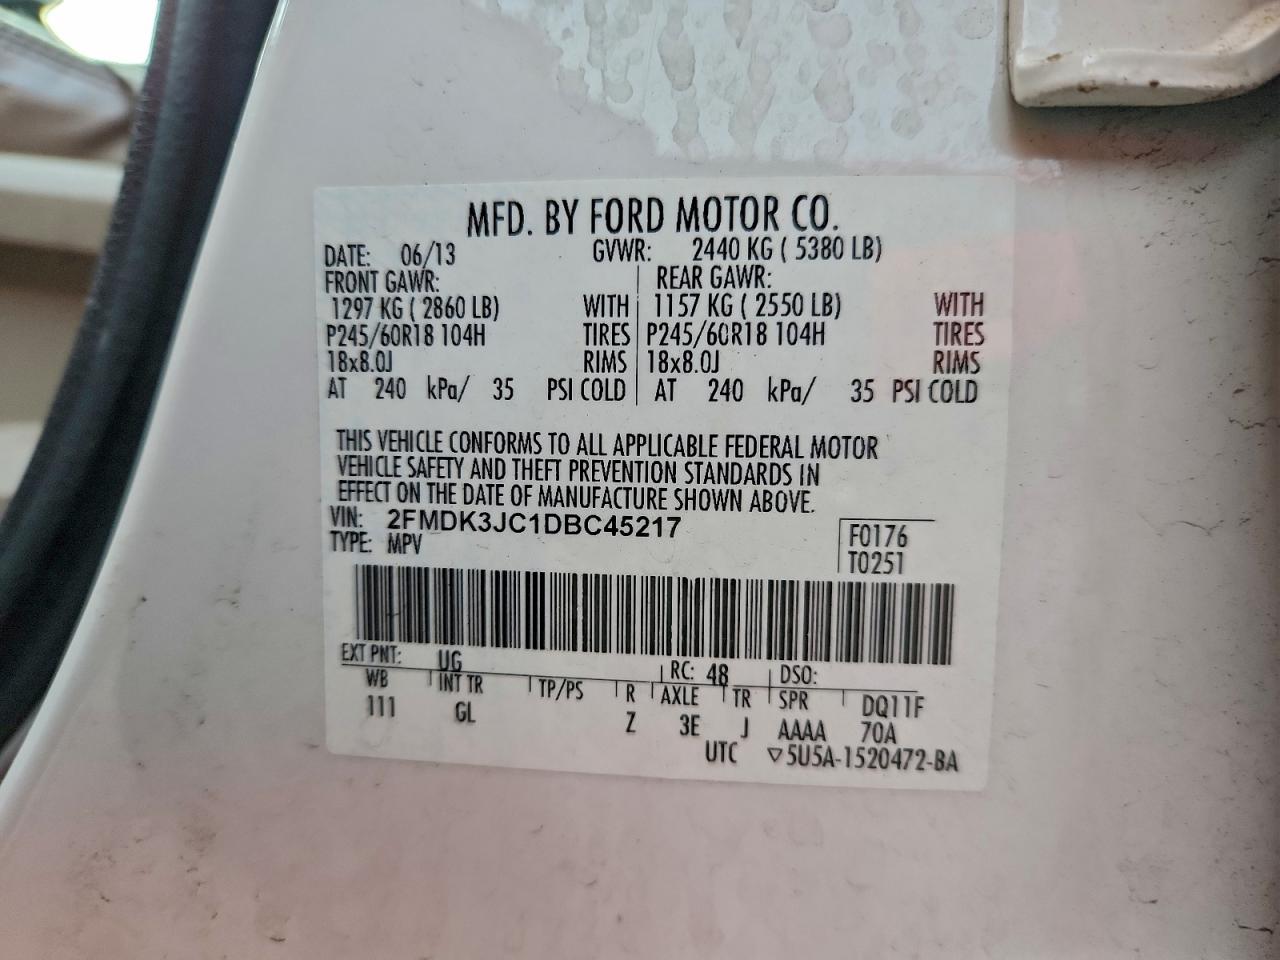 MFD. BY FORD MOTOR CO.
DATE: 06/13 GVWR: 2440 KG ( 5380 LB)
FRONT GAWR: REAR GAWR:
1297 KG ( 2860 LB) WITH 1157 KG ( 2550 LB) WITH
P245/60R18 104H TIRES P245/60R18 104H TIRES
18x8.0J RIMS 18x8.0J RIMS
AT 240 kPa/ 35 PSI COLD AT 240 kPa/ 35 PSI COLD
THIS VEHICLE CONFORMS TO ALL APPLICABLE FEDERAL MOTOR
VEHICLE SAFETY AND THEFT PREVENTION STANDARDS IN
EFFECT ON THE DATE OF MANUFACTURE SHOWN ABOVE.
VIN: 2FMDK3JC1DBC45217 F0176
TYPE: MPV T0251
EXT PNT: UG RC: 48 DSO:
WB INT TR TP/PS R AXLE TR SPR DQ11F
111 GL Z 3E J AAAA 70A
UTC ▽5U5A-1520472-BA